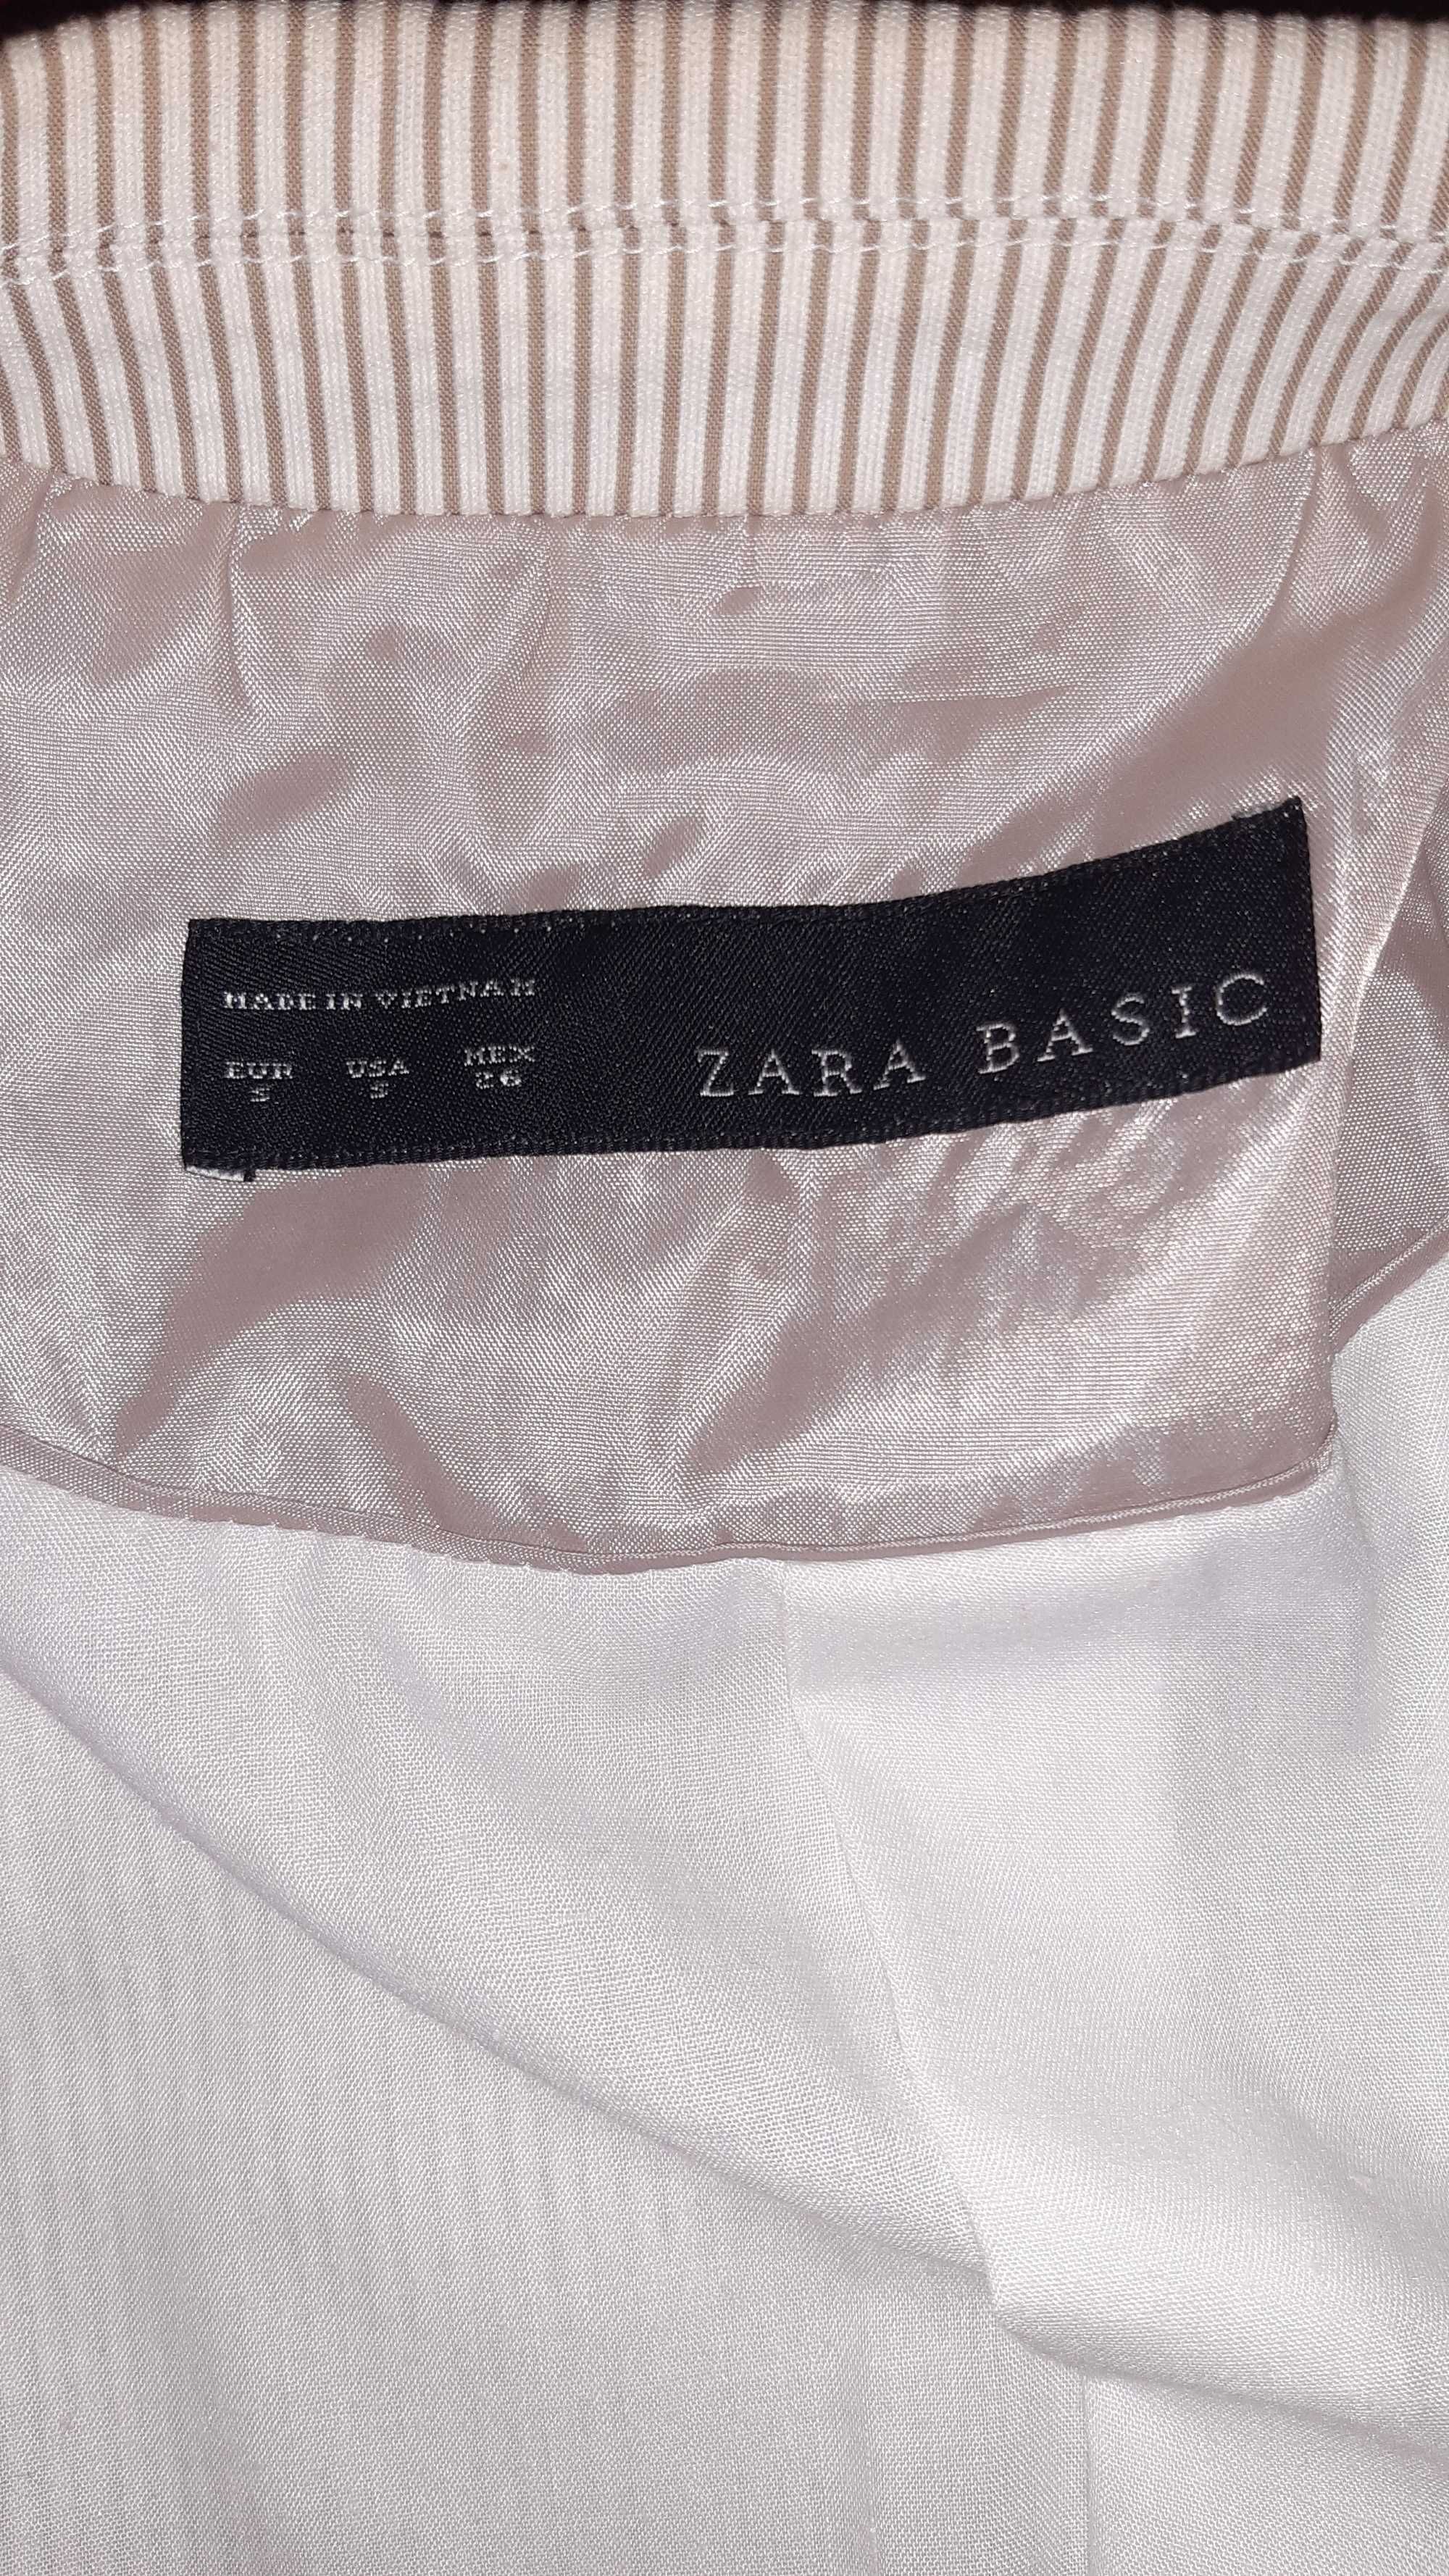 MADE IN VIETNAM
EUR USA MEX
S S 26
ZARA BASIC